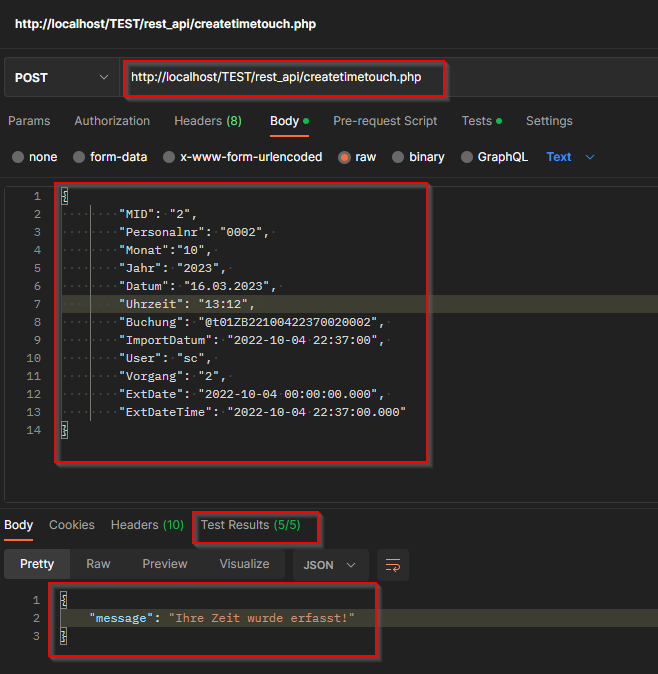 http://localhost/TEST/rest_api/createtimetouch.php
POST http://localhost/TEST/rest_api/createtimetouch.php
Params Authorization Headers (8) Body Pre-request Script Tests Settings
none form-data x-www-form-urlencoded raw binary GraphQL Text
1 {
2 "MID": "2",
3 "Personalnr": "0002",
4 "Monat":"10",
5 "Jahr": "2023",
6 "Datum": "16.03.2023",
7 "Uhrzeit": "13:12",
8 "Buchung": "@t01ZB22100422370020002",
9 "ImportDatum": "2022-10-04 22:37:00",
10 "User": "sc",
11 "Vorgang": "2",
12 "ExtDate": "2022-10-04 00:00:00.000",
13 "ExtDateTime": "2022-10-04 22:37:00.000"
14 }
Body Cookies Headers (10) Test Results (5/5)
Pretty Raw Preview Visualize JSON
1 {
2 "message": "Ihre Zeit wurde erfasst!"
3 }